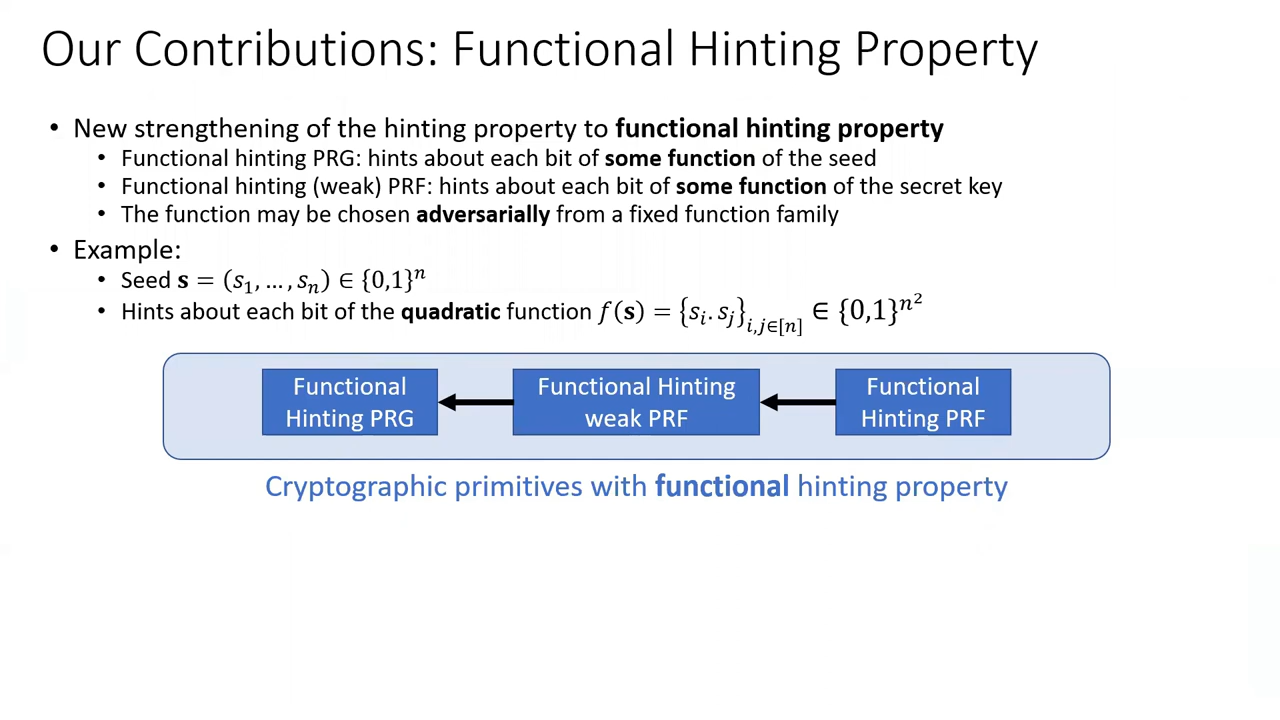 Our Contributions: Functional Hinting Property
• New strengthening of the hinting property to functional hinting property
• Functional hinting PRG: hints about each bit of some function of the seed
• Functional hinting (weak) PRF: hints about each bit of some function of the secret key
• The function may be chosen adversarially from a fixed function family
• Example:
• Seed 𝐬 = (𝑠₁, … , 𝑠ₙ) ∈ {0,1}ⁿ
• Hints about each bit of the quadratic function 𝑓(𝐬) = {𝑠ᵢ. 𝑠ⱼ}_{𝑖,𝑗∈[𝑛]} ∈ {0,1}^{𝑛²}
Functional Hinting PRG
Functional Hinting weak PRF
Functional Hinting PRF
Cryptographic primitives with functional hinting property